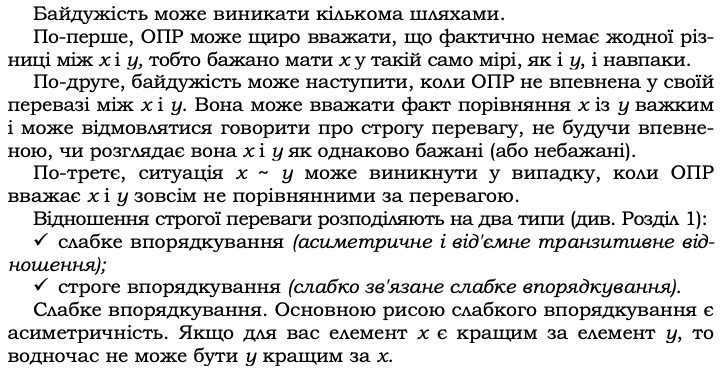 Байдужість може виникати кількома шляхами.
По-перше, ОПР може щиро вважати, що фактично немає жодної різ-
ниці між x і y, тобто бажано мати x у такій само мірі, як і y, і навпаки.
По-друге, байдужість може наступити, коли ОПР не впевнена у своїй
перевазі між x і y. Вона може вважати факт порівняння x із y важким
і може відмовлятися говорити про строгу перевагу, не будучи впевне-
ною, чи розглядає вона x і y як однаково бажані (або небажані).
По-третє, ситуація x ~ y може виникнути у випадку, коли ОПР
вважає x і y зовсім не порівнянними за перевагою.
Відношення строгої переваги розподіляють на два типи (див. Розділ 1):
✓ слабке впорядкування (асиметричне і від'ємне транзитивне від-
ношення);
✓ строге впорядкування (слабко зв'язане слабке впорядкування).
Слабке впорядкування. Основною рисою слабкого впорядкування є
асиметричність. Якщо для вас елемент x є кращим за елемент y, то
водночас не може бути y кращим за x.